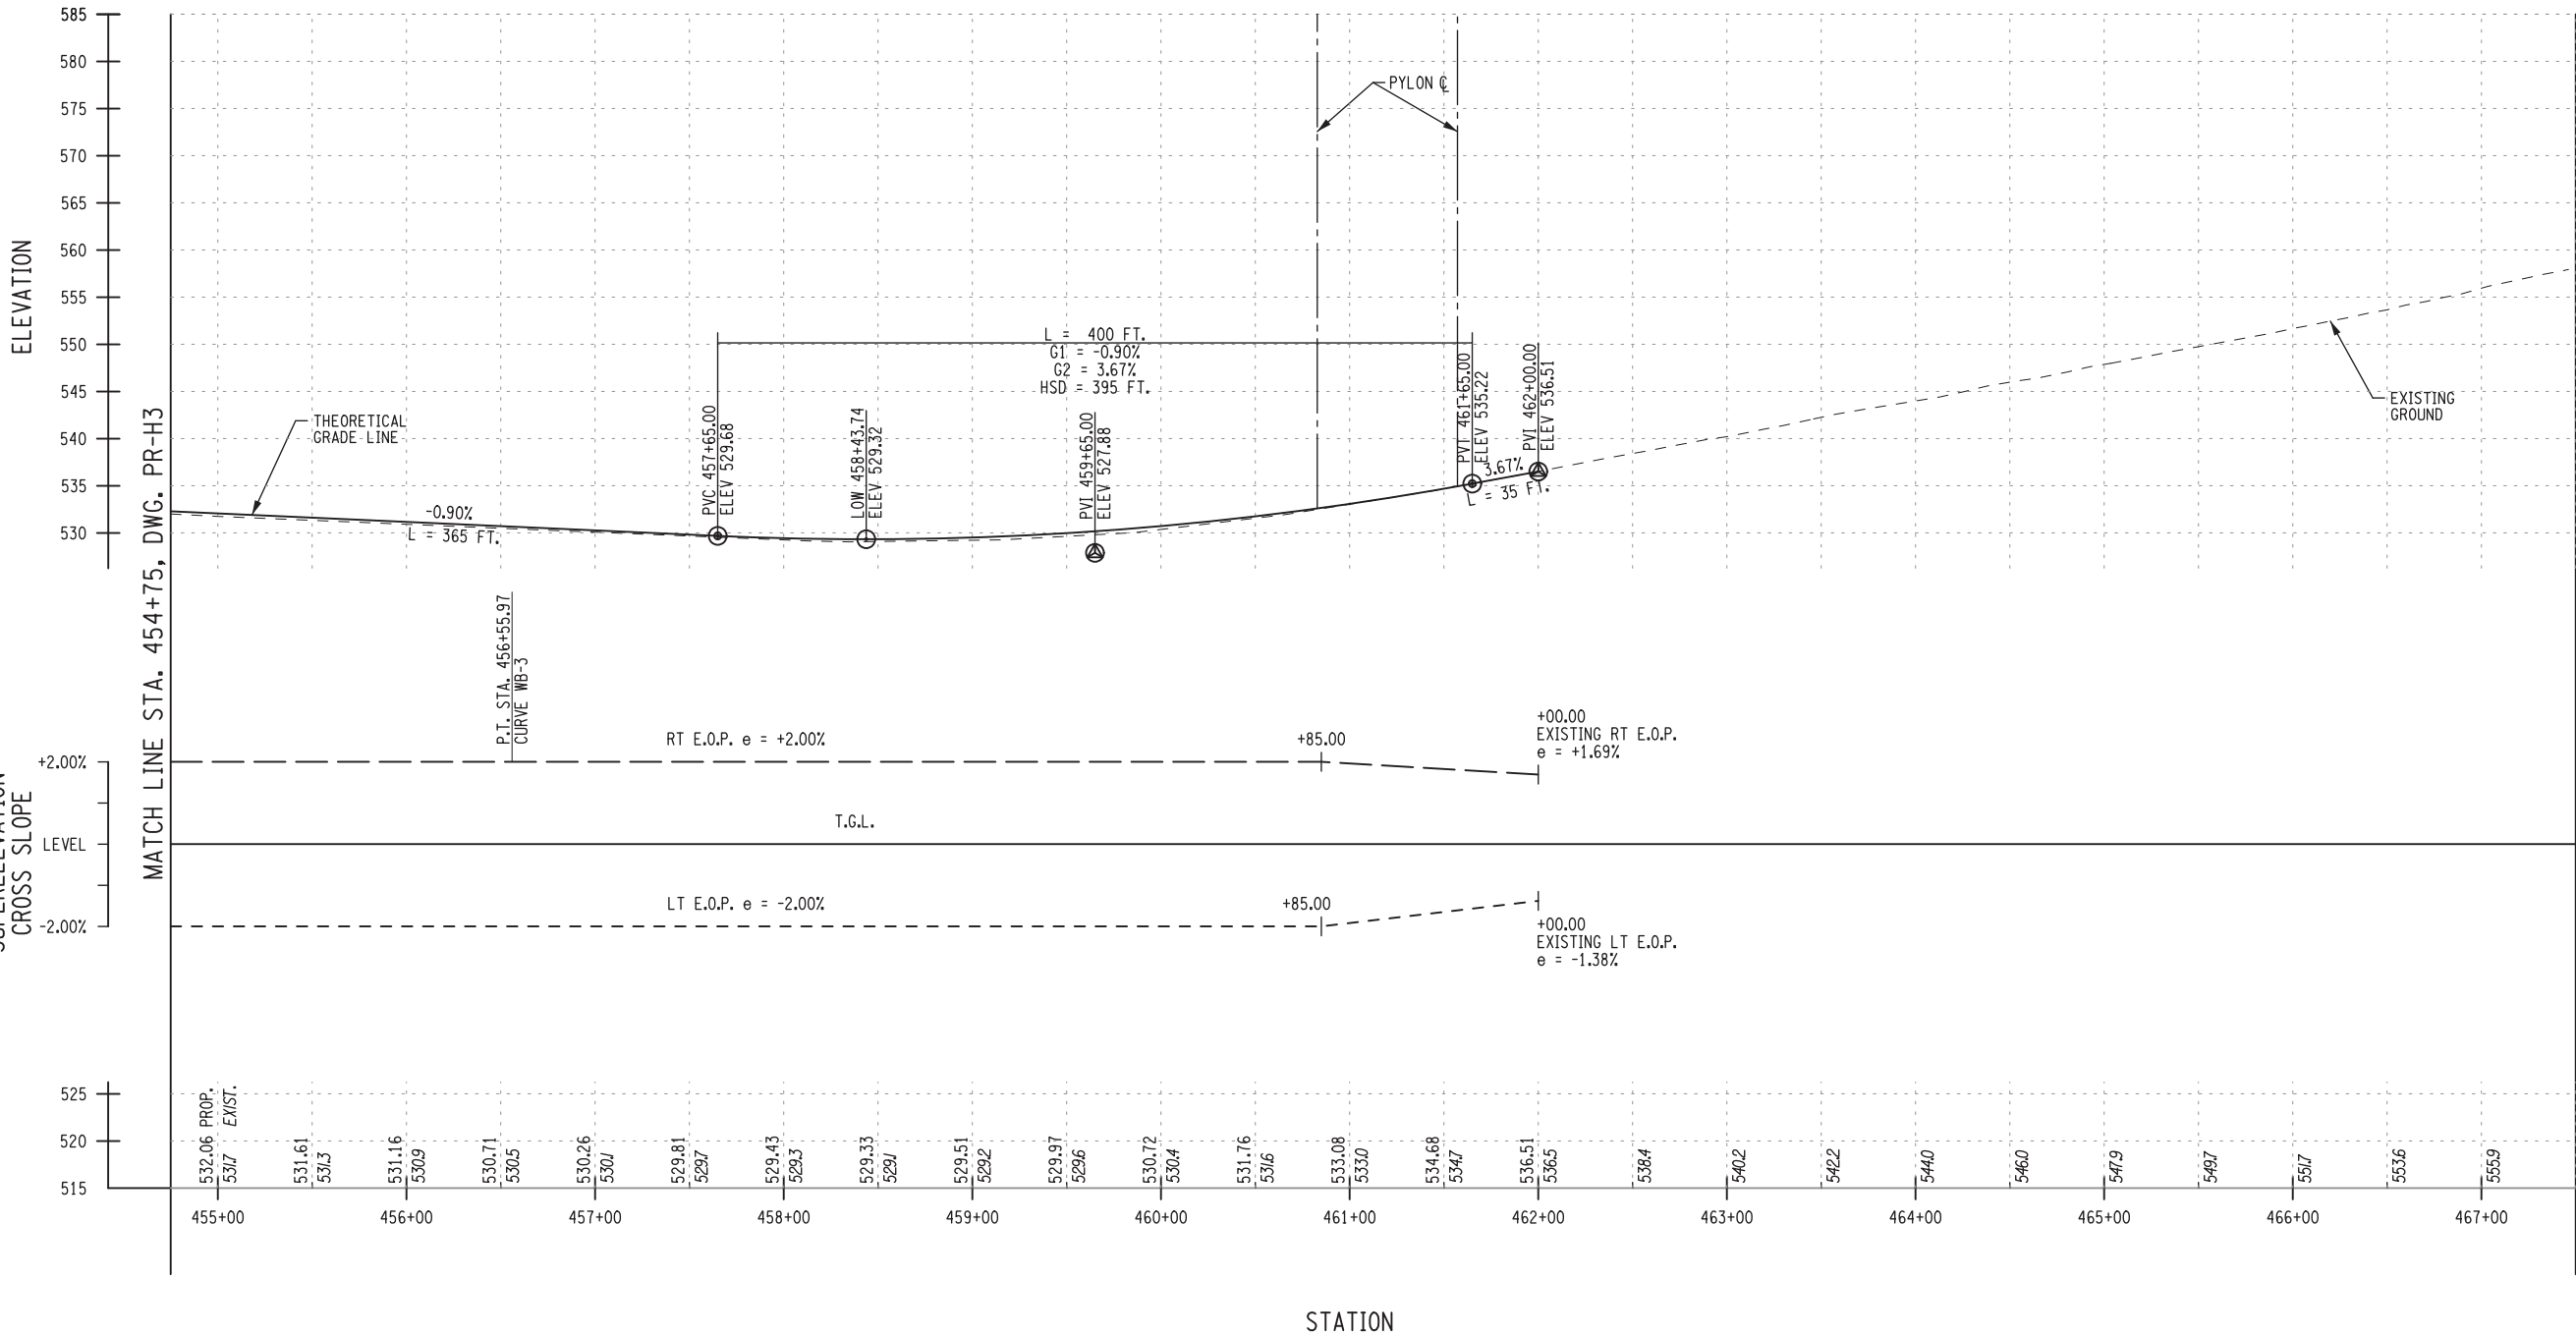 585
580
575
570
565
560
555
550
545
540
535
530
ELEVATION
MATCH LINE STA. 454+75, DWG. PR-H3
PYLON ℄
THEORETICAL
GRADE LINE
-0.90%
L = 365 FT.
PVC 457+65.00
ELEV 529.68
LOW 458+43.74
ELEV 529.32
L = 400 FT.
G1 = -0.90%
G2 = 3.67%
HSD = 395 FT.
PVI 459+65.00
ELEV 527.88
PVT 461+65.00
ELEV 535.22
PVI 462+00.00
ELEV 536.51
3.67%
L = 35 FT.
EXISTING
GROUND
P.T. STA. 456+55.97
CURVE WB-3
CROSS SLOPE
+2.00%
LEVEL
-2.00%
RT E.O.P. e = +2.00%
+85.00
+00.00
EXISTING RT E.O.P.
e = +1.69%
T.G.L.
LT E.O.P. e = -2.00%
+85.00
+00.00
EXISTING LT E.O.P.
e = -1.38%
525
520
515
532.06 PROP.
531.7 EXIST.
531.61
531.3
531.16
530.9
530.71
530.5
530.26
530.1
529.81
529.7
529.43
529.3
529.33
529.1
529.51
529.2
529.97
529.6
530.72
530.4
531.76
531.6
533.08
533.0
534.68
534.7
536.51
536.5
538.4
540.2
542.2
544.0
546.0
547.9
549.7
551.7
553.6
555.9
455+00
456+00
457+00
458+00
459+00
460+00
461+00
462+00
463+00
464+00
465+00
466+00
467+00
STATION